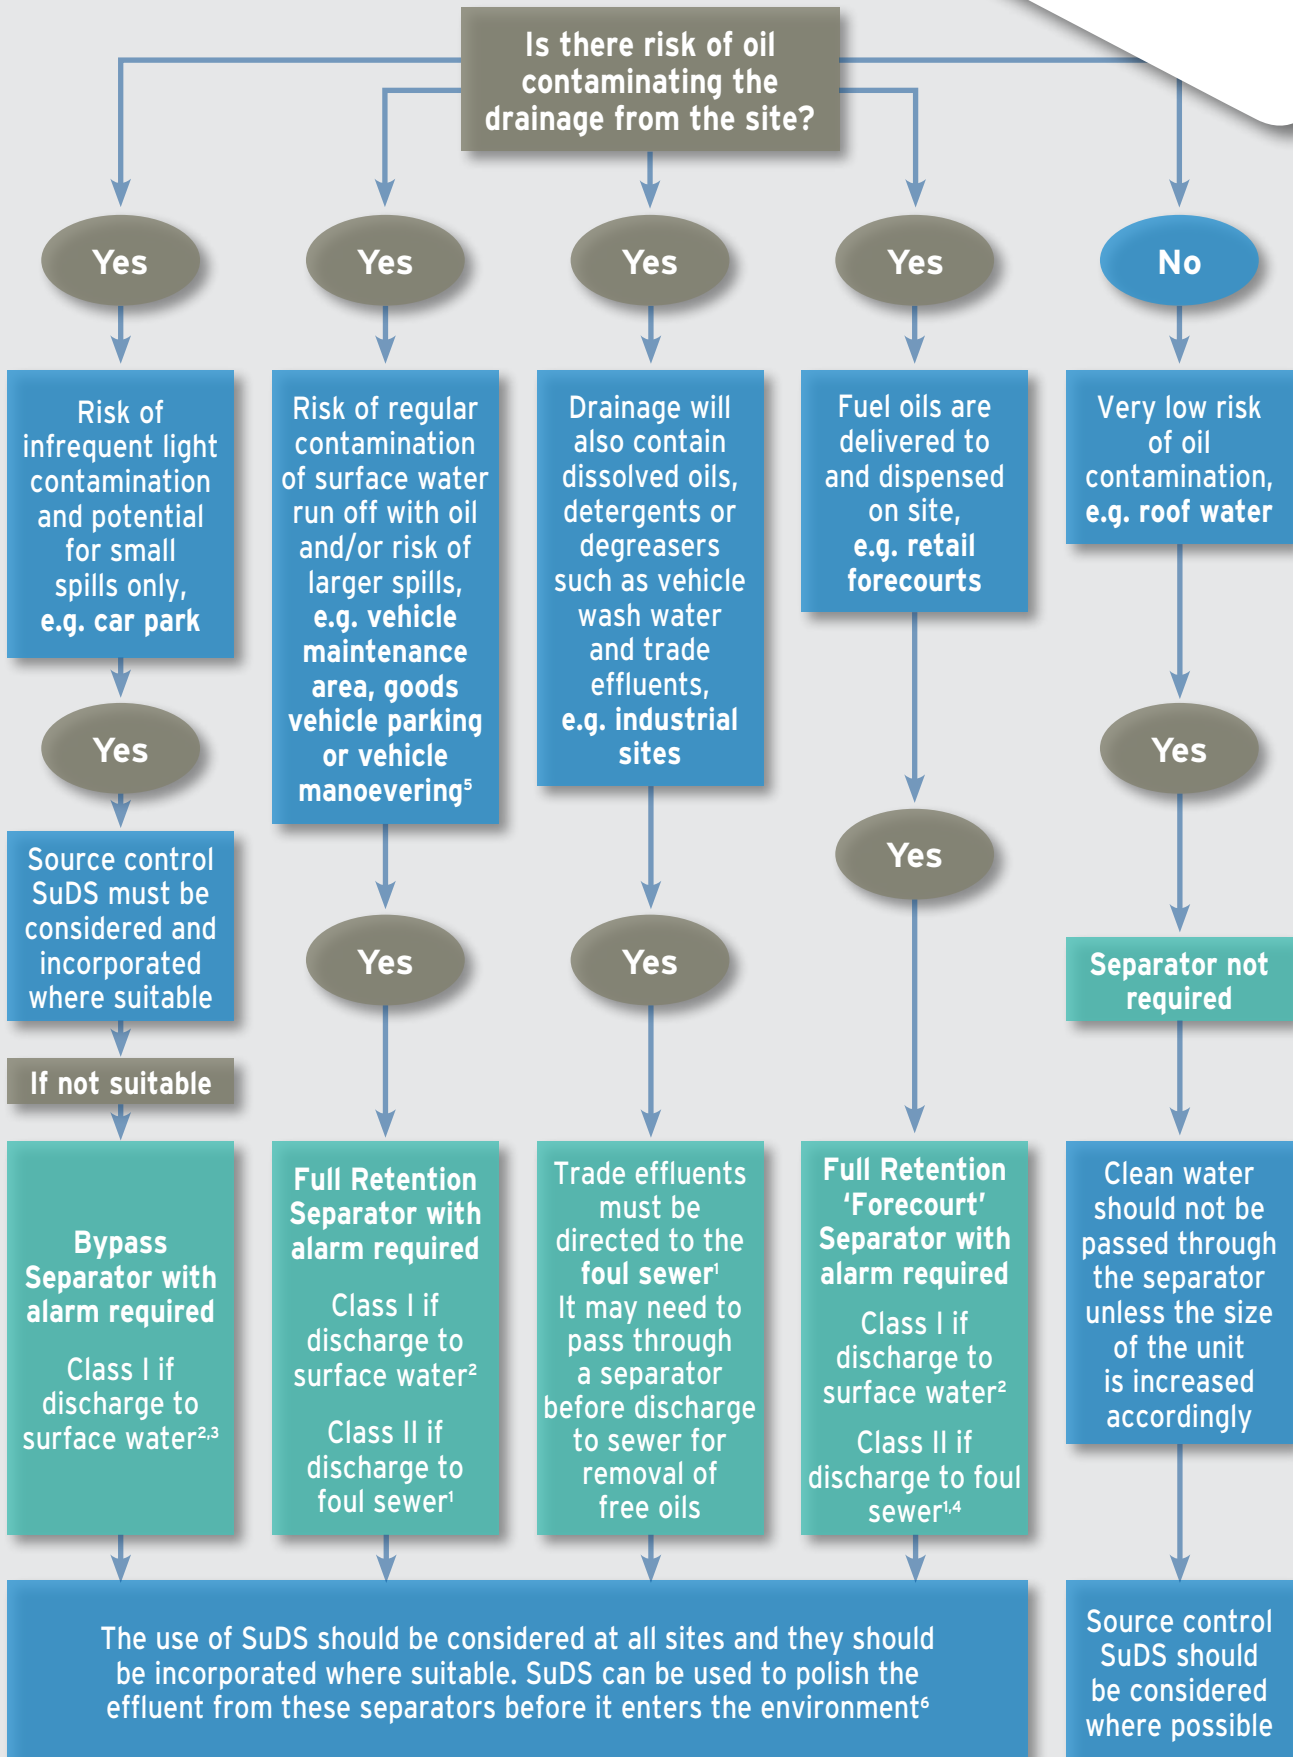 Is there risk of oil
contaminating the
drainage from the site?
Yes
Yes
Yes
Yes
No
Risk of
infrequent light
contamination
and potential
for small
spills only,
e.g. car park
Risk of regular
contamination
of surface water
run off with oil
and/or risk of
larger spills,
e.g. vehicle
maintenance
area, goods
vehicle parking
or vehicle
manoevering⁵
Drainage will
also contain
dissolved oils,
detergents or
degreasers
such as vehicle
wash water
and trade
effluents,
e.g. industrial
sites
Fuel oils are
delivered to
and dispensed
on site,
e.g. retail
forecourts
Very low risk
of oil
contamination,
e.g. roof water
Yes
Yes
Yes
Yes
Yes
Source control
SuDS must be
considered and
incorporated
where suitable
Separator not
required
If not suitable
Bypass
Separator with
alarm required
Class I if
discharge to
surface water²,³
Full Retention
Separator with
alarm required
Class I if
discharge to
surface water²
Class II if
discharge to
foul sewer¹
Trade effluents
must be
directed to the
foul sewer¹
It may need to
pass through
a separator
before discharge
to sewer for
removal of
free oils
Full Retention
‘Forecourt’
Separator with
alarm required
Class I if
discharge to
surface water²
Class II if
discharge to foul
sewer¹,⁴
Clean water
should not be
passed through
the separator
unless the size
of the unit
is increased
accordingly
The use of SuDS should be considered at all sites and they should
be incorporated where suitable. SuDS can be used to polish the
effluent from these separators before it enters the environment⁶
Source control
SuDS should
be considered
where possible